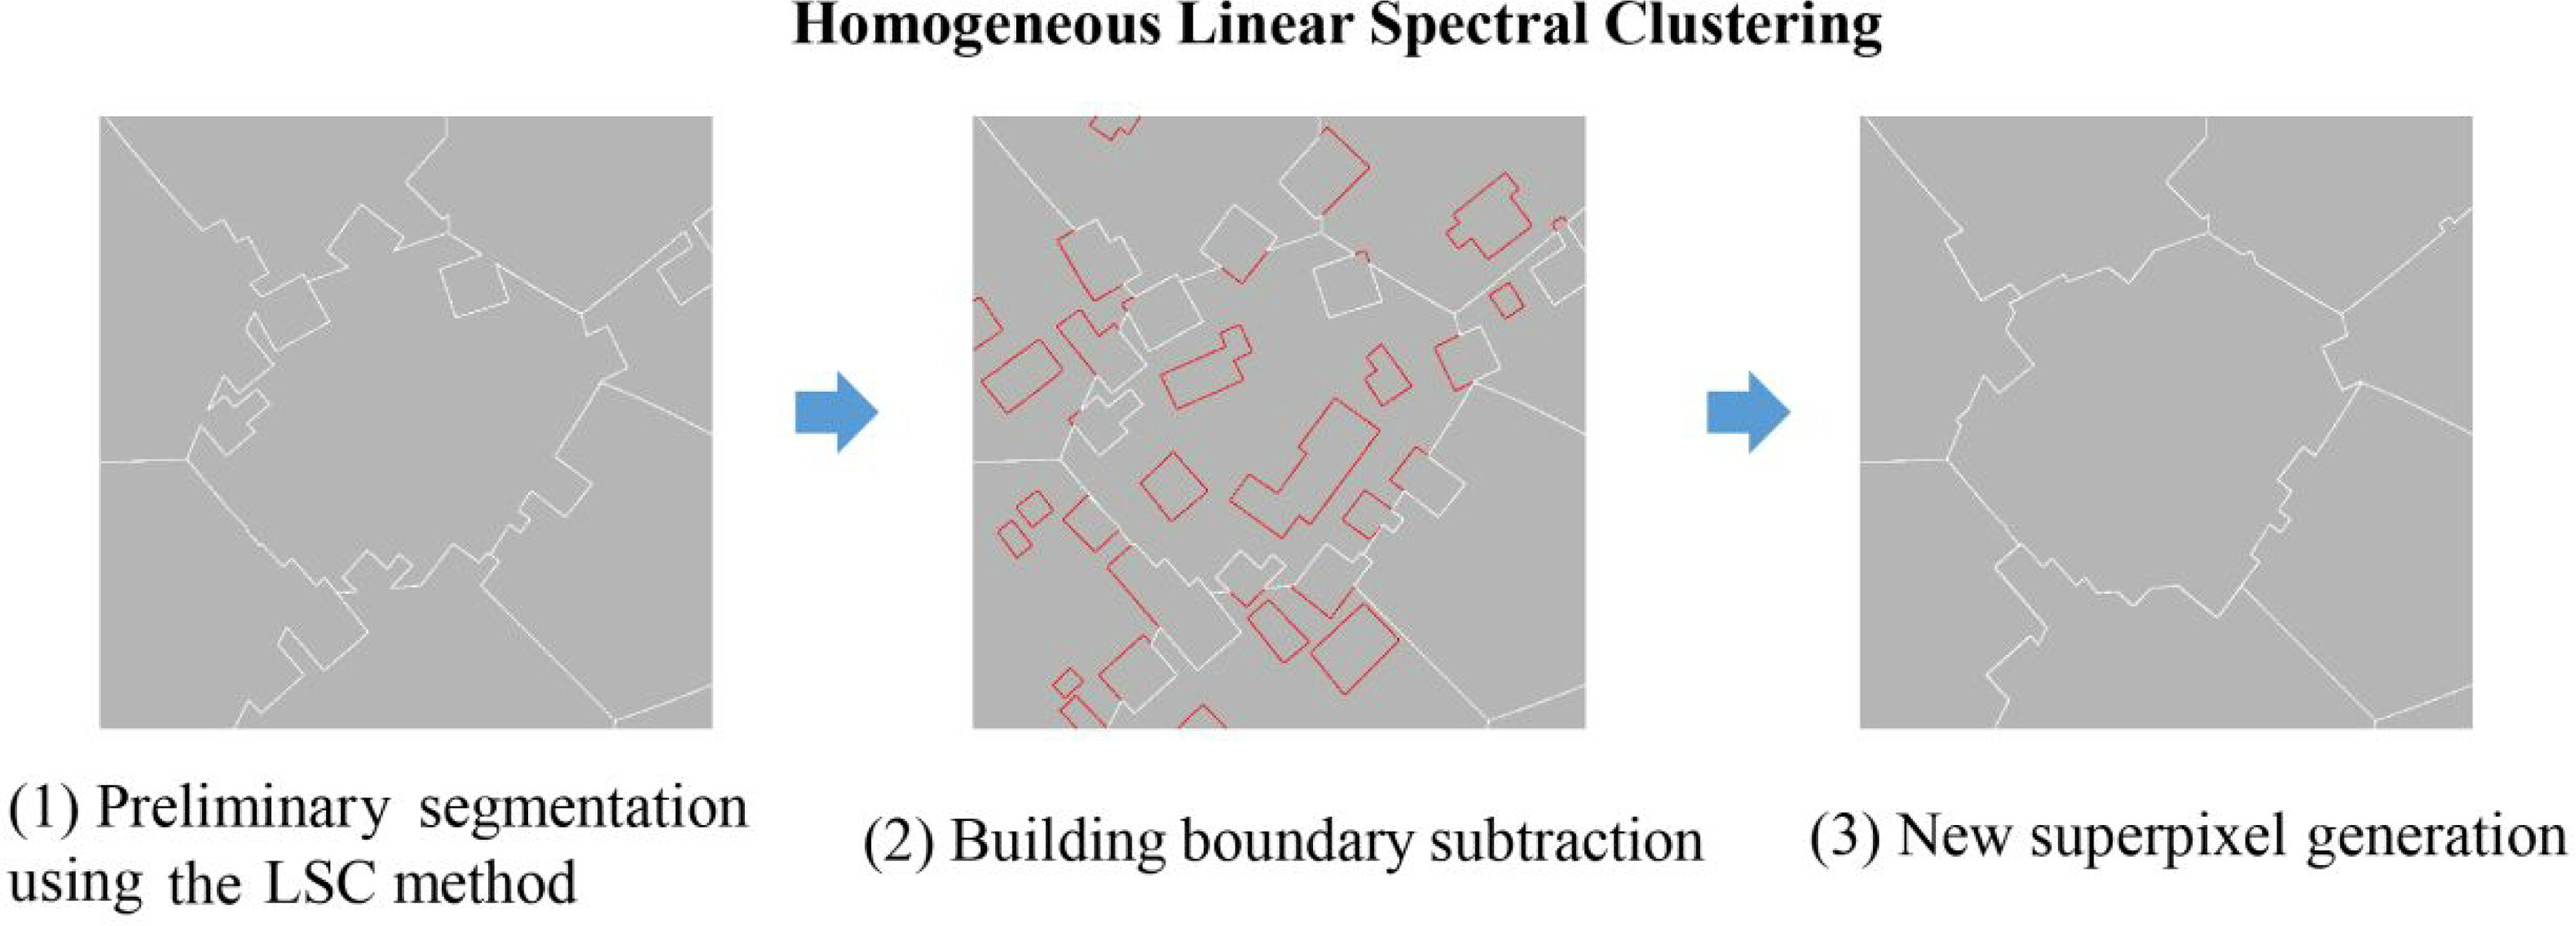 Homogeneous Linear Spectral Clustering
(1) Preliminary segmentation
using the LSC method
(2) Building boundary subtraction
(3) New superpixel generation